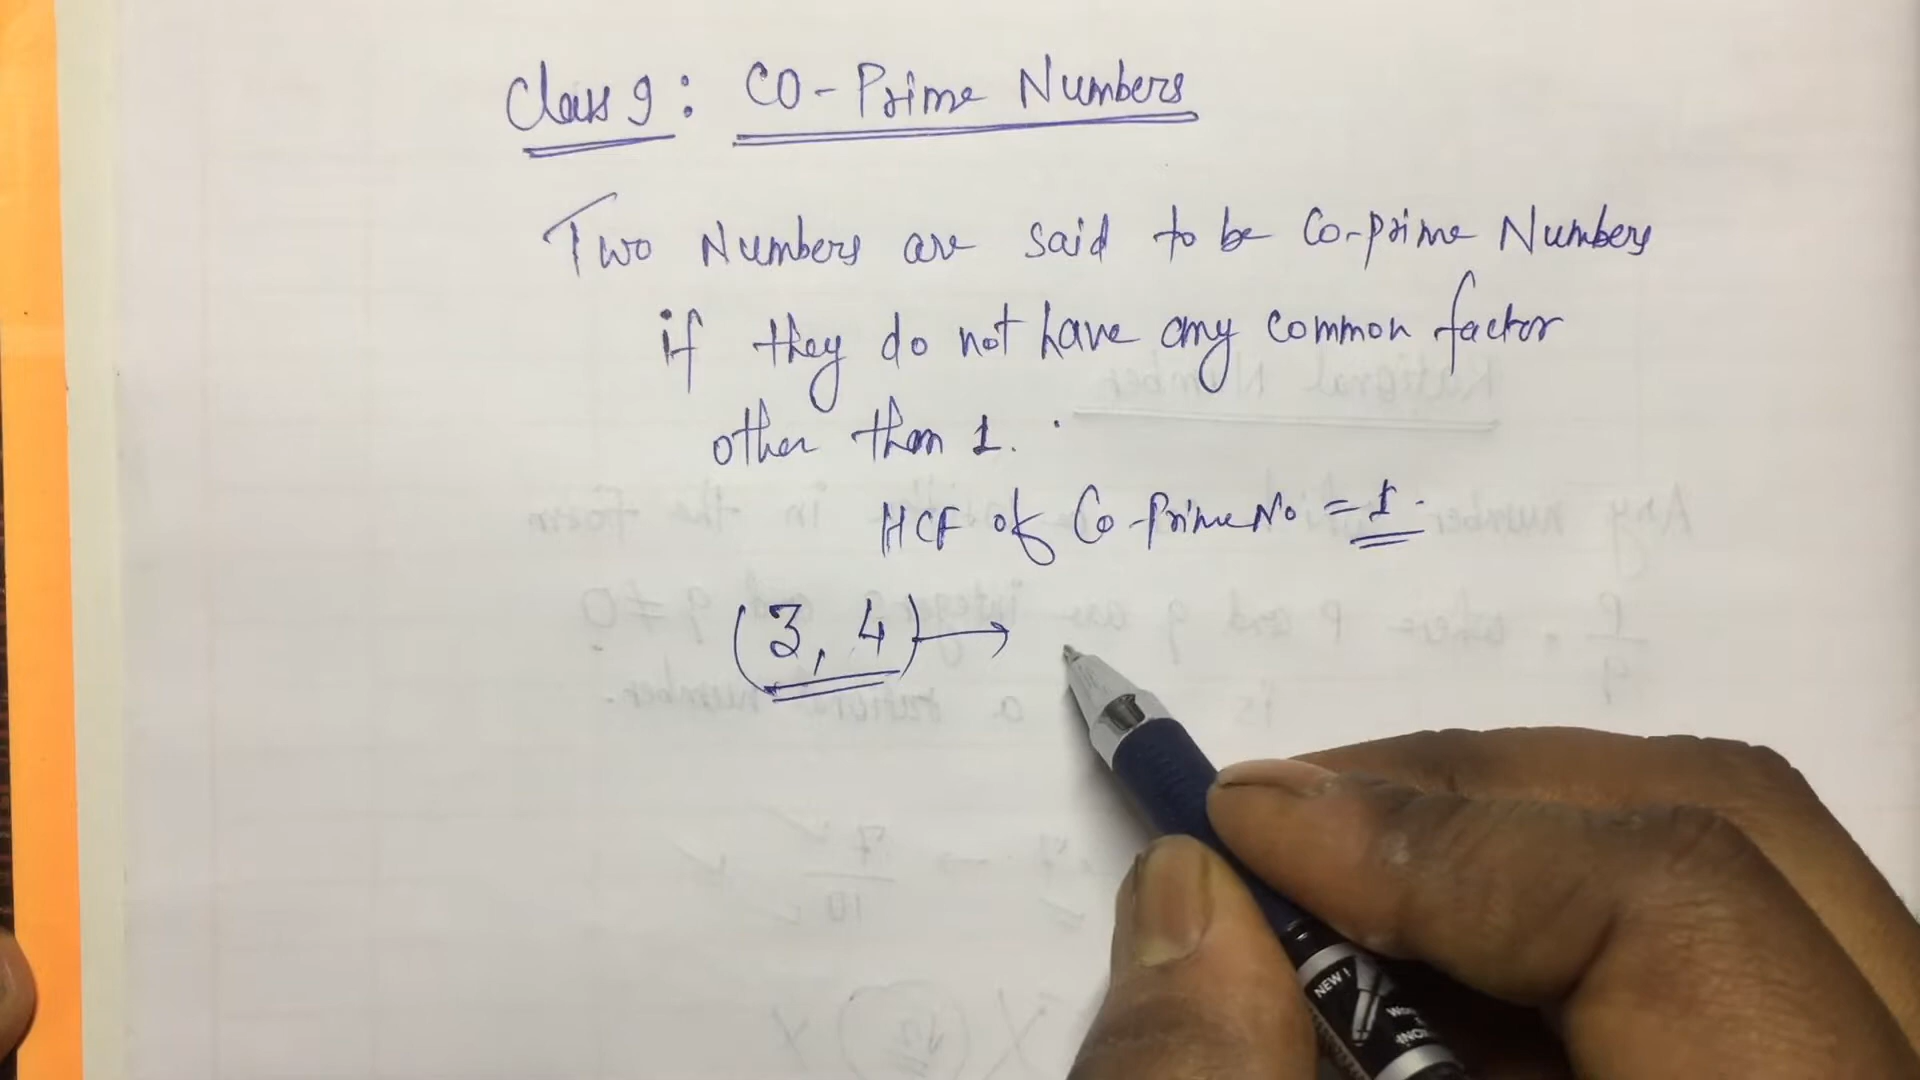 Class 9: CO-Prime Numbers
Two Numbers are said to be Co-prime Numbers
if they do not have any common factor
other than 1.
HCF of Co-Prime No = 1.
(3, 4) →
NEW!